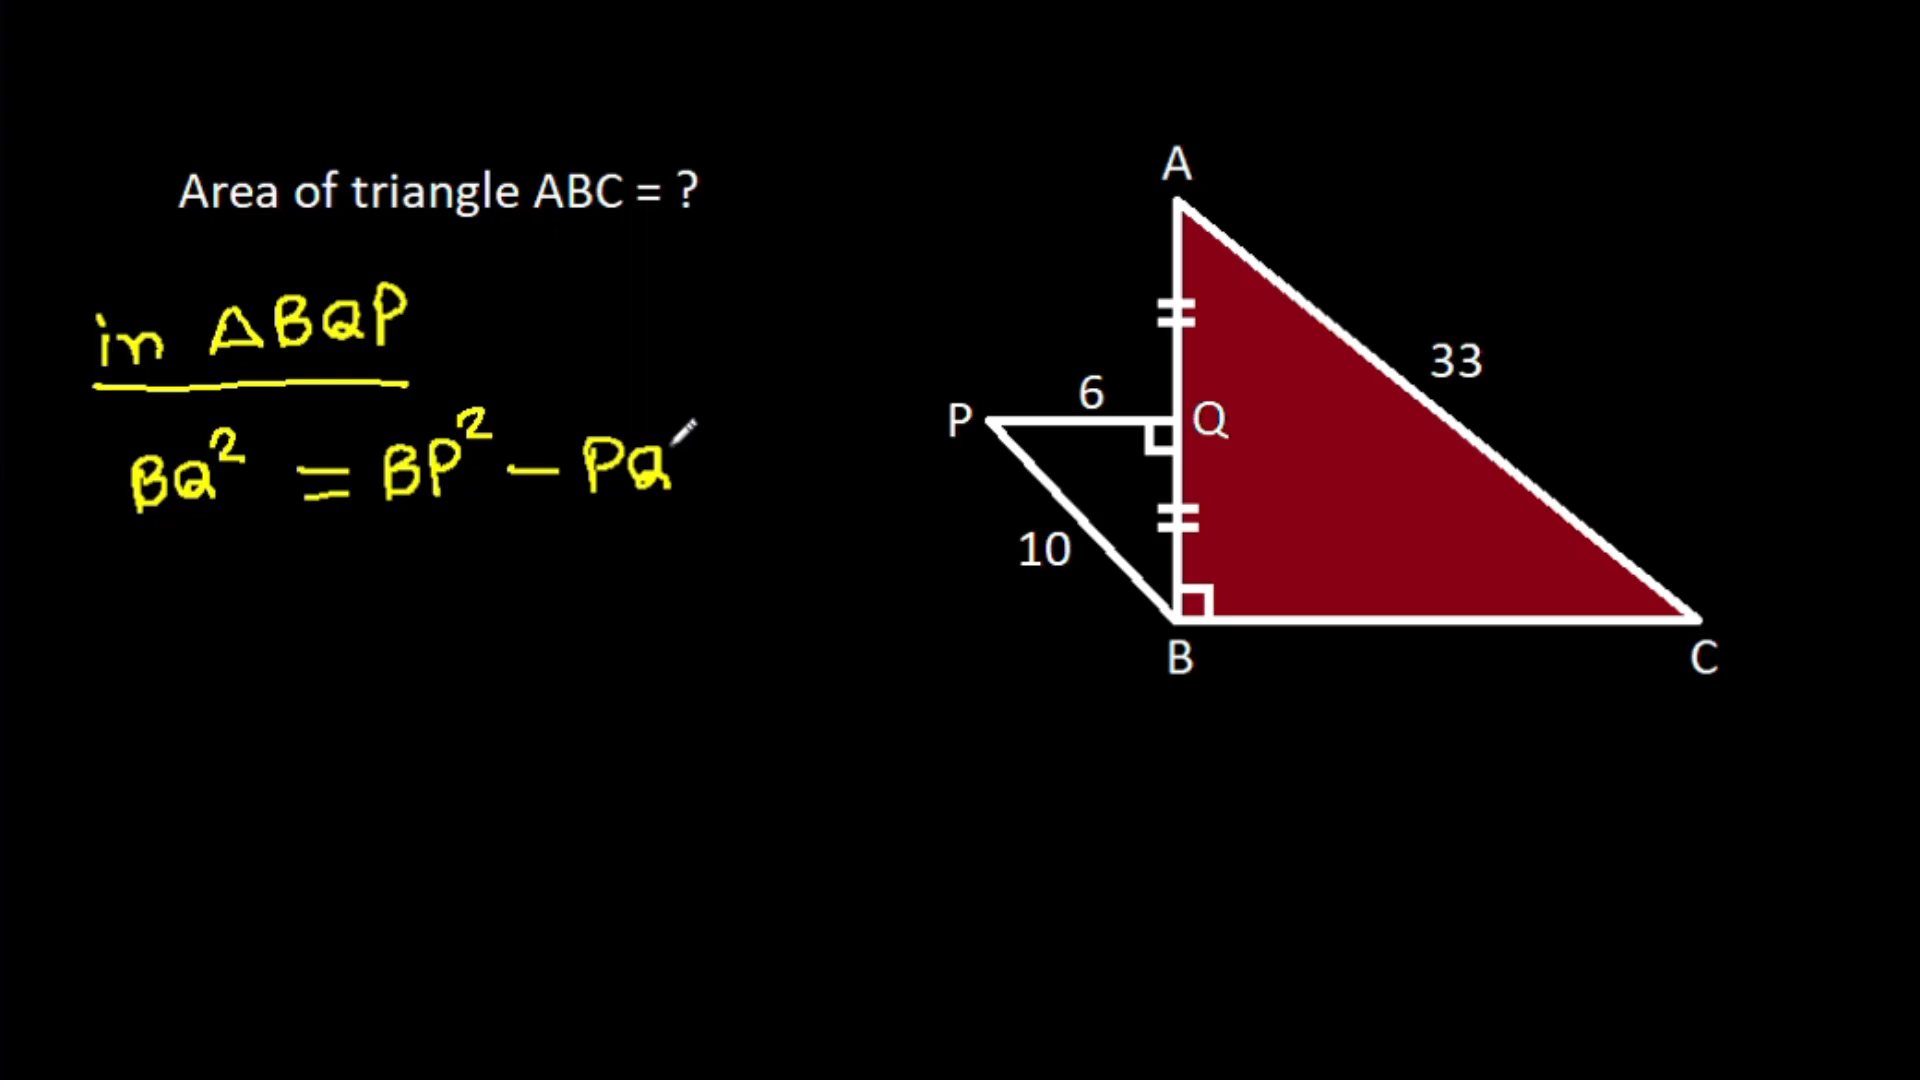 Area of triangle ABC = ?
in ΔBQP
BQ² = BP² – PQ
A
33
6
P
Q
10
B
C